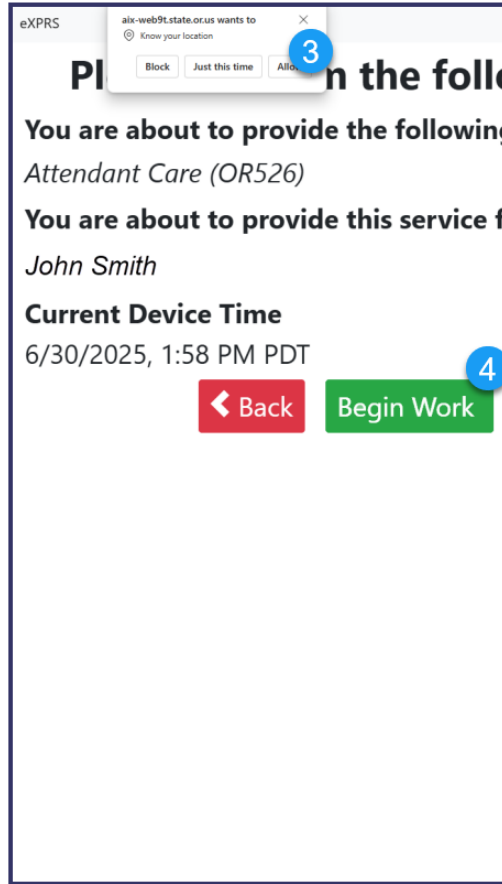 eXPRS
aix-web9t.state.or.us wants to
Know your location
3
Block Just this time
n the follo
You are about to provide the following
Attendant Care (OR526)
You are about to provide this service f
John Smith
Current Device Time
6/30/2025, 1:58 PM PDT
4
Back Begin Work